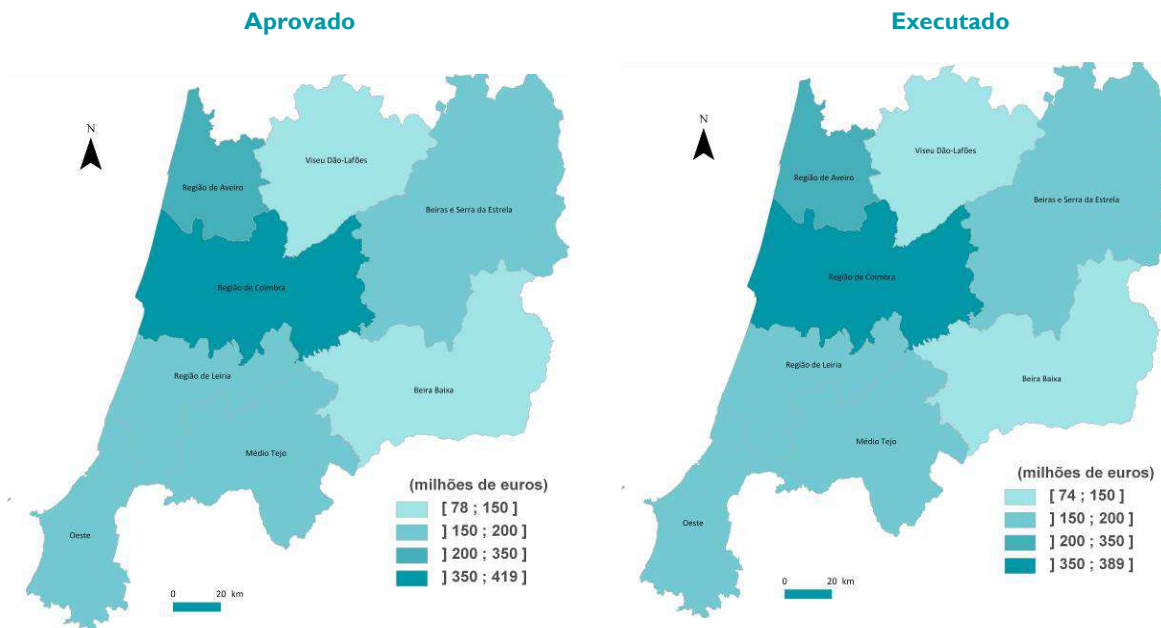 Aprovado
N
Viseu Dão-Lafões
Região de Aveiro
Beiras e Serra da Estrela
Região de Coimbra
Região de Leiria
Beira Baixa
Médio Tejo
Oeste
(milhões de euros)
[ 78 ; 150 ]
] 150 ; 200 ]
] 200 ; 350 ]
] 350 ; 419 ]
0 20 km
Executado
N
Viseu Dão-Lafões
Região de Aveiro
Beiras e Serra da Estrela
Região de Coimbra
Região de Leiria
Beira Baixa
Médio Tejo
Oeste
(milhões de euros)
[ 74 ; 150 ]
] 150 ; 200 ]
] 200 ; 350 ]
] 350 ; 389 ]
0 20 km